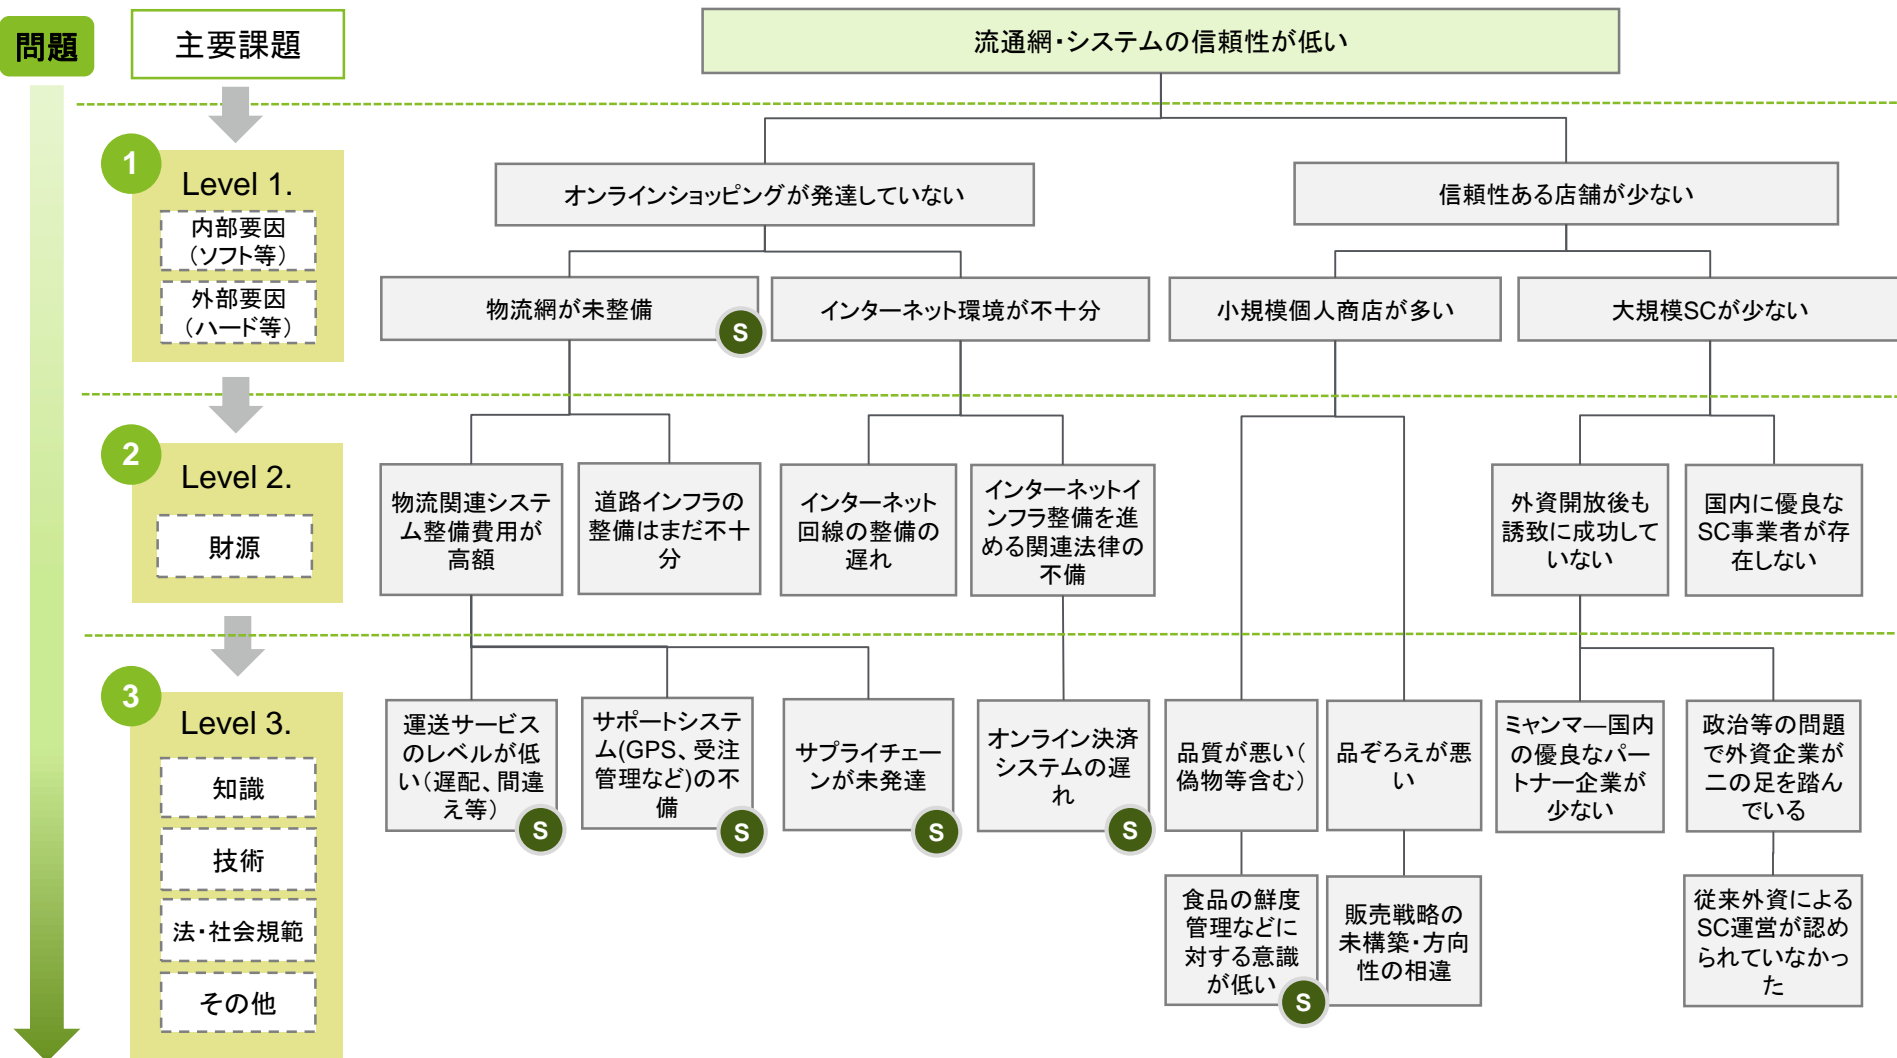 問題
主要課題
流通網・システムの信頼性が低い
1
Level 1.
内部要因
（ソフト等）
外部要因
（ハード等）
オンラインショッピングが発達していない
信頼性ある店舗が少ない
物流網が未整備
S
インターネット環境が不十分
小規模個人商店が多い
大規模SCが少ない
2
Level 2.
財源
物流関連システ
ム整備費用が
高額
道路インフラの
整備はまだ不十
分
インターネット
回線の整備の
遅れ
インターネットイ
ンフラ整備を進
める関連法律の
不備
外資開放後も
誘致に成功して
いない
国内に優良な
SC事業者が存
在しない
3
Level 3.
知識
技術
法・社会規範
その他
運送サービス
のレベルが低
い（遅配、間違
え等）
S
サポートシステ
ム(GPS、受注
管理など)の不
備
S
サプライチェー
ンが未発達
S
オンライン決済
システムの遅
れ
S
品質が悪い（
偽物等含む）
品ぞろえが悪
い
ミャンマ―国内
の優良なパー
トナー企業が
少ない
政治等の問題
で外資企業が
二の足を踏ん
でいる
食品の鮮度
管理などに
対する意識
が低い
S
販売戦略の
未構築・方向
性の相違
従来外資による
SC運営が認め
られていなかっ
た